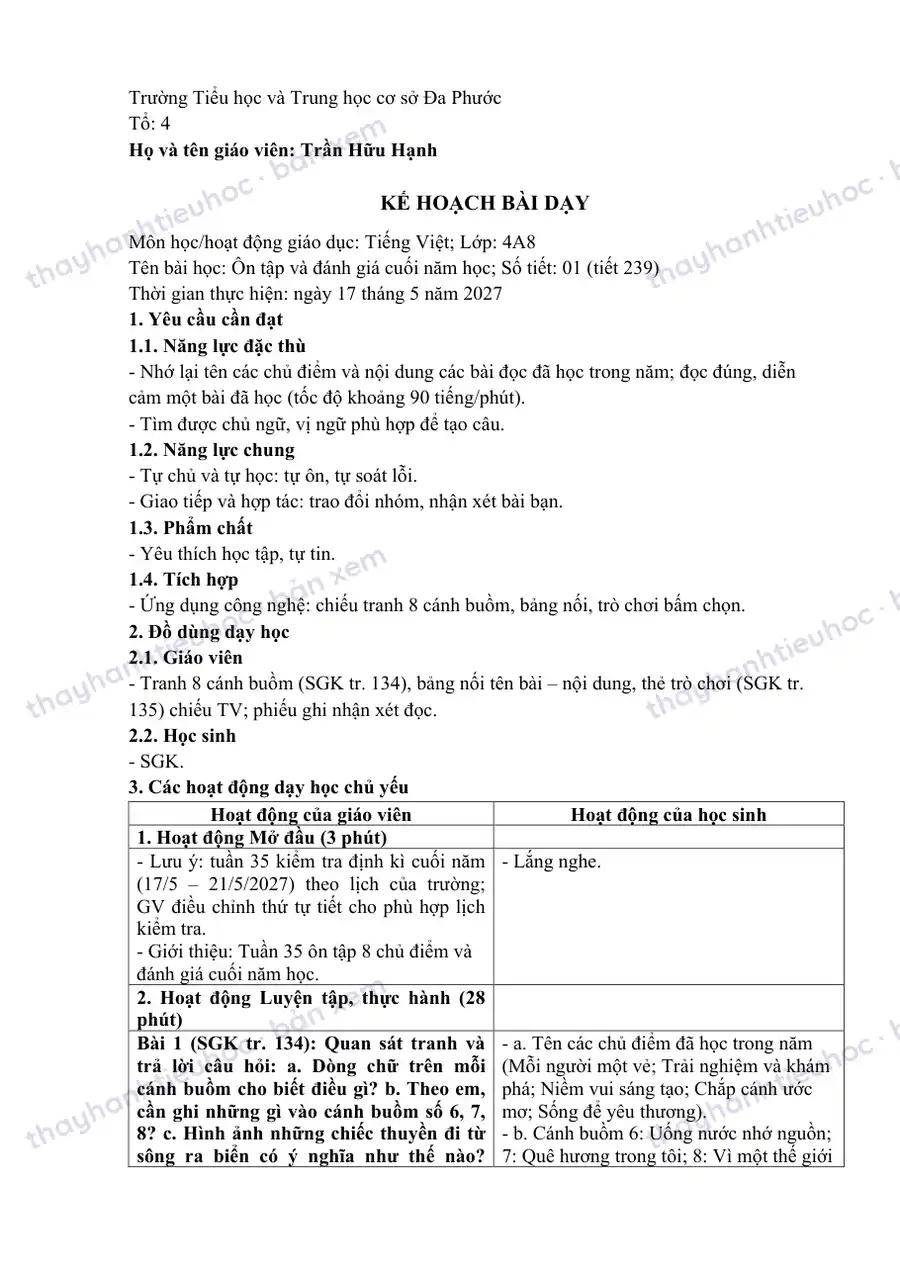 Trường Tiểu học và Trung học cơ sở Đa Phước
Tổ: 4
Họ và tên giáo viên: Trần Hữu Hạnh
KẾ HOẠCH BÀI DẠY
Môn học/hoạt động giáo dục: Tiếng Việt; Lớp: 4A8
Tên bài học: Ôn tập và đánh giá cuối năm học; Số tiết: 01 (tiết 239)
Thời gian thực hiện: ngày 17 tháng 5 năm 2027
1. Yêu cầu cần đạt
1.1. Năng lực đặc thù
- Nhớ lại tên các chủ điểm và nội dung các bài đọc đã học trong năm; đọc đúng, diễn
cảm một bài đã học (tốc độ khoảng 90 tiếng/phút).
- Tìm được chủ ngữ, vị ngữ phù hợp để tạo câu.
1.2. Năng lực chung
- Tự chủ và tự học: tự ôn, tự soát lỗi.
- Giao tiếp và hợp tác: trao đổi nhóm, nhận xét bài bạn.
1.3. Phẩm chất
- Yêu thích học tập, tự tin.
1.4. Tích hợp
- Ứng dụng công nghệ: chiếu tranh 8 cánh buồm, bảng nối, trò chơi bấm chọn.
2. Đồ dùng dạy học
2.1. Giáo viên
- Tranh 8 cánh buồm (SGK tr. 134), bảng nối tên bài – nội dung, thẻ trò chơi (SGK tr.
135) chiếu TV; phiếu ghi nhận xét đọc.
2.2. Học sinh
- SGK.
3. Các hoạt động dạy học chủ yếu
Hoạt động của giáo viên
Hoạt động của học sinh
1. Hoạt động Mở đầu (3 phút)
- Lưu ý: tuần 35 kiểm tra định kì cuối năm
(17/5 – 21/5/2027) theo lịch của trường;
GV điều chỉnh thứ tự tiết cho phù hợp lịch
kiểm tra.
- Giới thiệu: Tuần 35 ôn tập 8 chủ điểm và
đánh giá cuối năm học.
- Lắng nghe.
2. Hoạt động Luyện tập, thực hành (28
phút)
Bài 1 (SGK tr. 134): Quan sát tranh và
trả lời câu hỏi: a. Dòng chữ trên mỗi
cánh buồm cho biết điều gì? b. Theo em,
cần ghi những gì vào cánh buồm số 6, 7,
8? c. Hình ảnh những chiếc thuyền đi từ
sông ra biển có ý nghĩa như thế nào?
- a. Tên các chủ điểm đã học trong năm
(Mỗi người một vẻ; Trải nghiệm và khám
phá; Niềm vui sáng tạo; Chắp cánh ước
mơ; Sống để yêu thương).
- b. Cánh buồm 6: Uống nước nhớ nguồn;
7: Quê hương trong tôi; 8: Vì một thế giới
thayhanhtieuhoc · bản xem
thayhanhtieuhoc · b
thayhanhtieuhoc · bản xem
thayhanhtieuhoc · b
thayhanhtieuhoc · bản xem
thayhanhtieuhoc · b